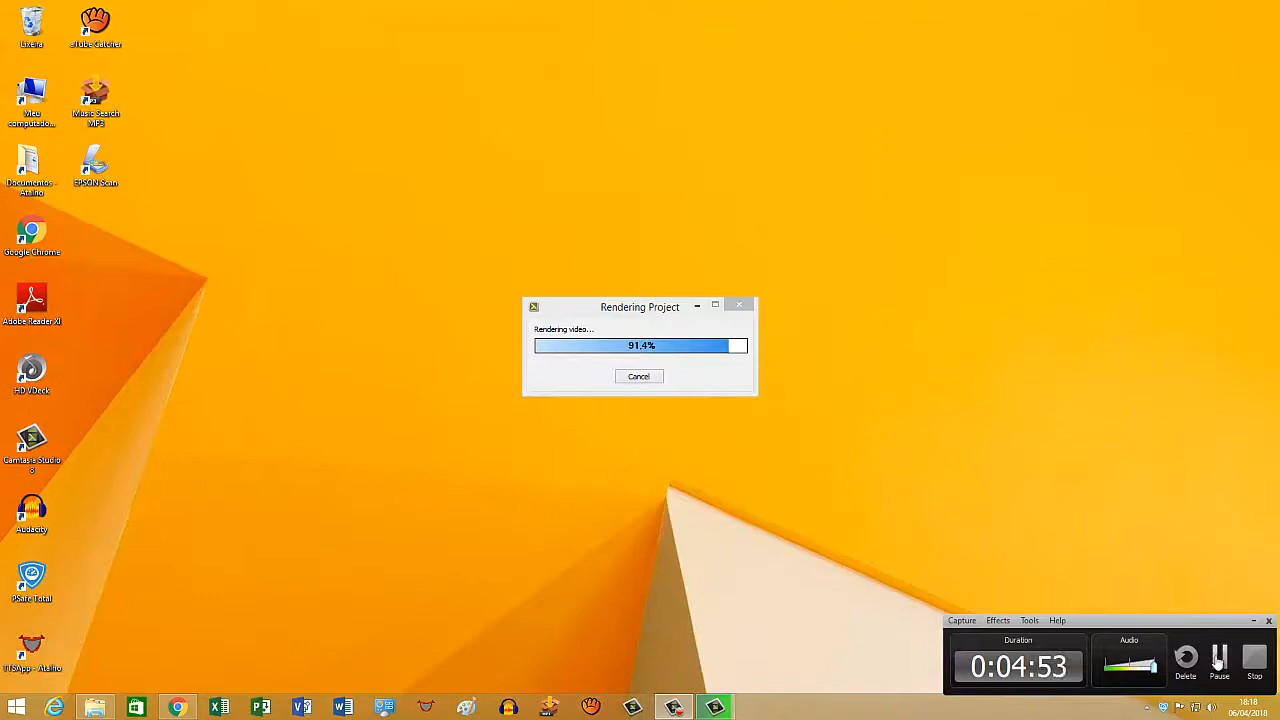 Lixeira
aTube Catcher
Meu
computado...
Music Search
MP3
Documentos -
Atalho
EPSON Scan
Google Chrome
Adobe Reader XI
HD VDeck
Camtasia Studio
8
Audacity
PSafe Total
TTSApp - Atalho
Rendering Project
Rendering video...
91,4%
Cancel
Capture Effects Tools Help
Duration
0:04:53
Audio
Delete
Pause
Stop
18:18
06/04/2018